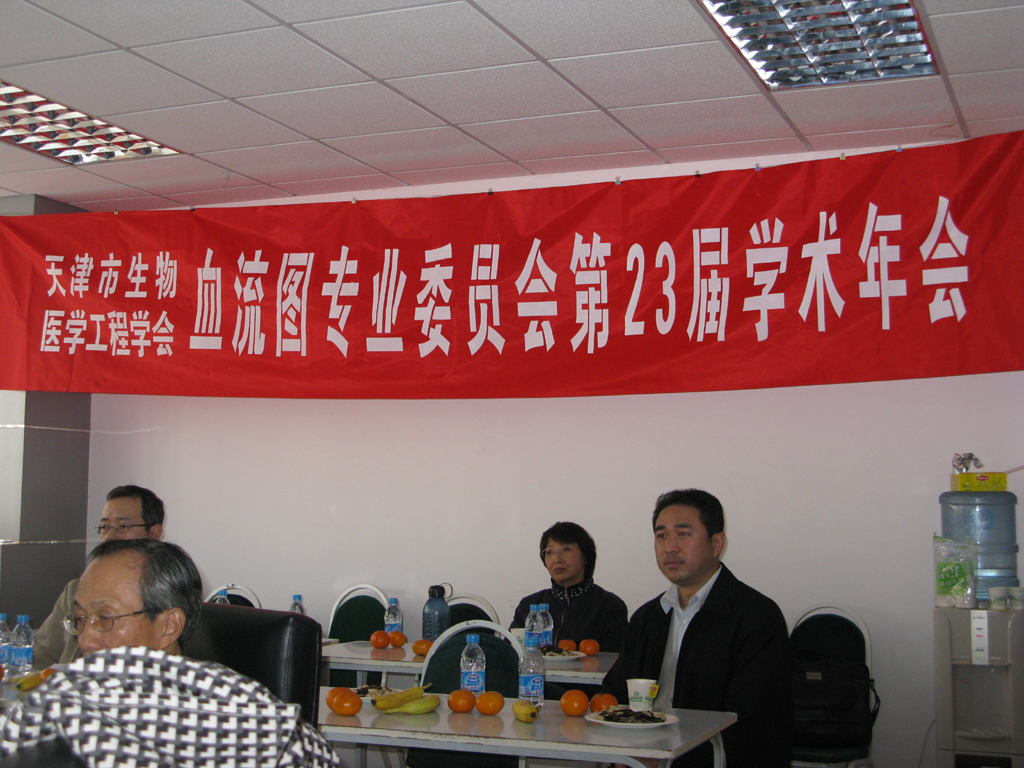 天津市生物
医学工程学会
血流图专业委员会第23届学术年会